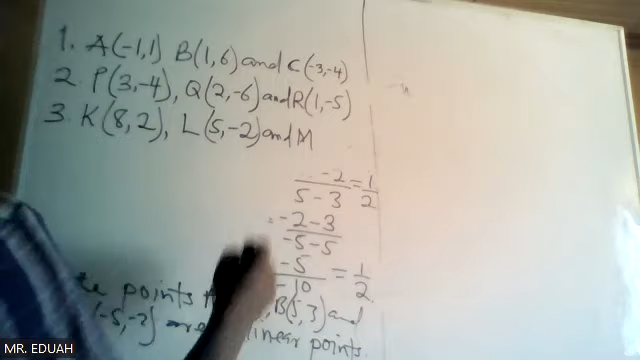 1. A(-1,1) B(1,6) and C(-3,-4)
2. P(3,-4), Q(2,-6) and R(1,-5)
3. K(8,2), L(5,-2) and M
-2
5-3 = 1/2
= -2-3
-5-5
-5
-10 = 1/2
points
, B(5,3) and
(-5,-2) are points
MR. EDUAH